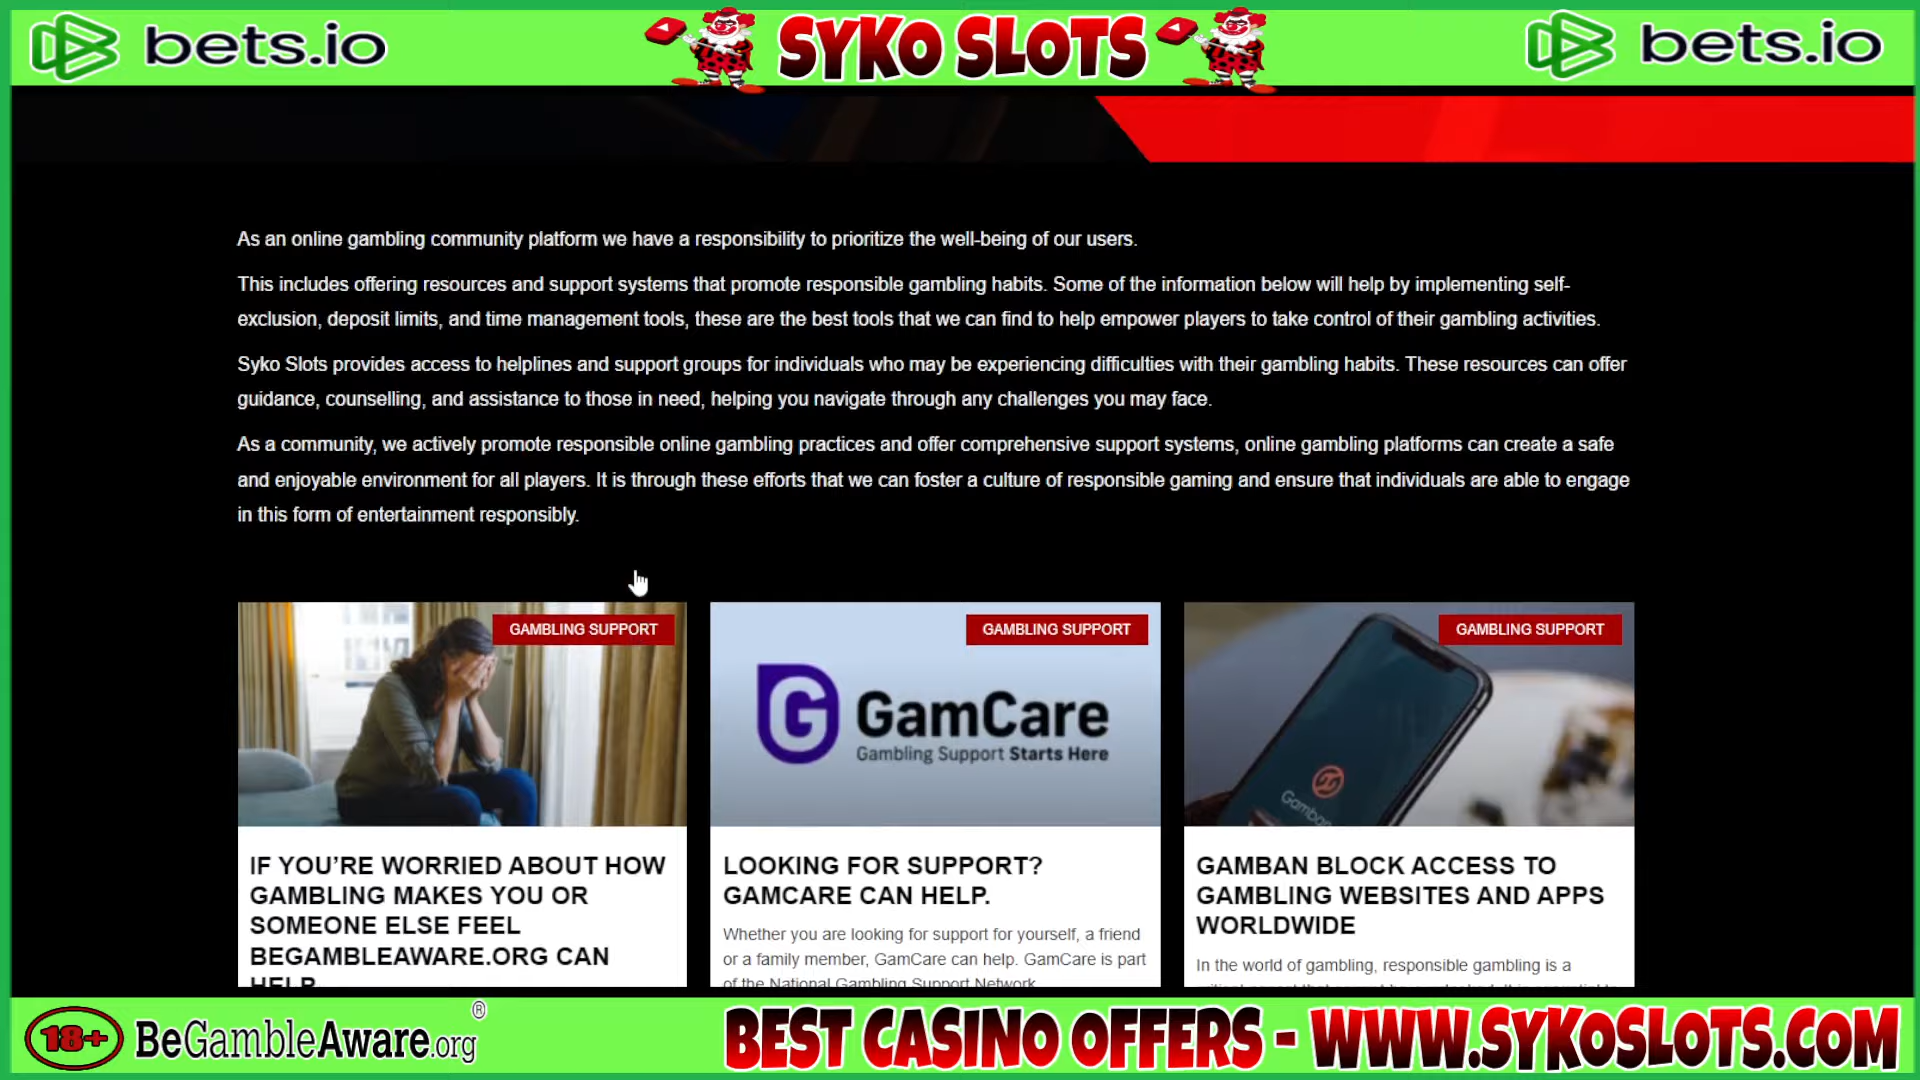 bets.io
SYKO SLOTS
bets.io
As an online gambling community platform we have a responsibility to prioritize the well-being of our users.
This includes offering resources and support systems that promote responsible gambling habits. Some of the information below will help by implementing self-
exclusion, deposit limits, and time management tools, these are the best tools that we can find to help empower players to take control of their gambling activities.
Syko Slots provides access to helplines and support groups for individuals who may be experiencing difficulties with their gambling habits. These resources can offer
guidance, counselling, and assistance to those in need, helping you navigate through any challenges you may face.
As a community, we actively promote responsible online gambling practices and offer comprehensive support systems, online gambling platforms can create a safe
and enjoyable environment for all players. It is through these efforts that we can foster a culture of responsible gaming and ensure that individuals are able to engage
in this form of entertainment responsibly.
GAMBLING SUPPORT
IF YOU’RE WORRIED ABOUT HOW
GAMBLING MAKES YOU OR
SOMEONE ELSE FEEL
BEGAMBLEAWARE.ORG CAN
HELP
GAMBLING SUPPORT
G GamCare
Gambling Support Starts Here
LOOKING FOR SUPPORT?
GAMCARE CAN HELP.
Whether you are looking for support for yourself, a friend
or a family member, GamCare can help. GamCare is part
of the National Gambling Support Network
GAMBLING SUPPORT
Gamban
GAMBAN BLOCK ACCESS TO
GAMBLING WEBSITES AND APPS
WORLDWIDE
In the world of gambling, responsible gambling is a
18+ BeGambleAware.org®
BEST CASINO OFFERS - WWW.SYKOSLOTS.COM